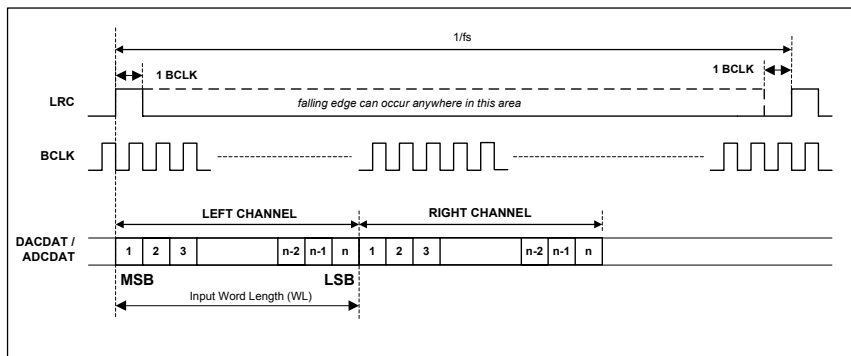 1/fs
1 BCLK
1 BCLK
LRC
falling edge can occur anywhere in this area
BCLK
LEFT CHANNEL
RIGHT CHANNEL
DACDAT /
ADCDAT
1 2 3 n-2 n-1 n 1 2 3 n-2 n-1 n
MSB
LSB
Input Word Length (WL)